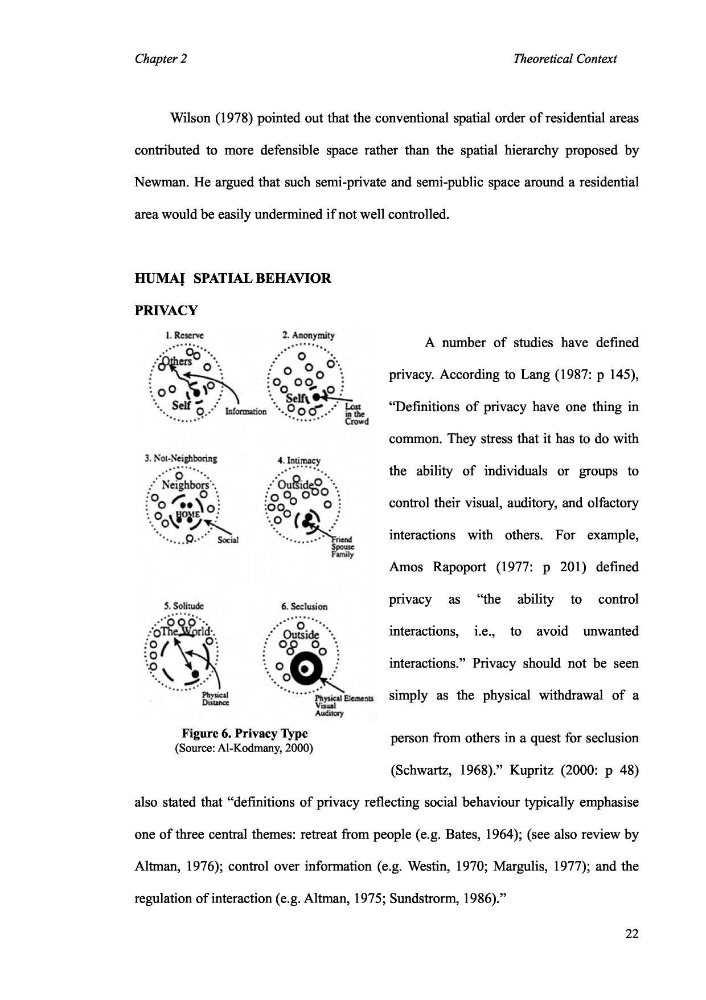 Chapter 2
Theoretical Context
Wilson (1978) pointed out that the conventional spatial order of residential areas
contributed to more defensible space rather than the spatial hierarchy proposed by
Newman. He argued that such semi-private and semi-public space around a residential
area would be easily undermined if not well controlled.
HUMAỊ SPATIAL BEHAVIOR
PRIVACY
1. Reserve
Others
Self
Information
2. Anonymity
Self
Lost
in the
Crowd
3. Not-Neighboring
Neighbors
HOME
Social
4. Intimacy
Outside
Friend
Spouse
Family
5. Solitude
The World
Physical
Distance
6. Seclusion
Outside
Physical Elements
Visual
Auditory
Figure 6. Privacy Type
(Source: Al-Kodmany, 2000)
A number of studies have defined
privacy. According to Lang (1987: p 145),
“Definitions of privacy have one thing in
common. They stress that it has to do with
the ability of individuals or groups to
control their visual, auditory, and olfactory
interactions with others. For example,
Amos Rapoport (1977: p 201) defined
privacy as “the ability to control
interactions, i.e., to avoid unwanted
interactions.” Privacy should not be seen
simply as the physical withdrawal of a
person from others in a quest for seclusion
(Schwartz, 1968).” Kupritz (2000: p 48)
also stated that “definitions of privacy reflecting social behaviour typically emphasise
one of three central themes: retreat from people (e.g. Bates, 1964); (see also review by
Altman, 1976); control over information (e.g. Westin, 1970; Margulis, 1977); and the
regulation of interaction (e.g. Altman, 1975; Sundstrorm, 1986).”
22